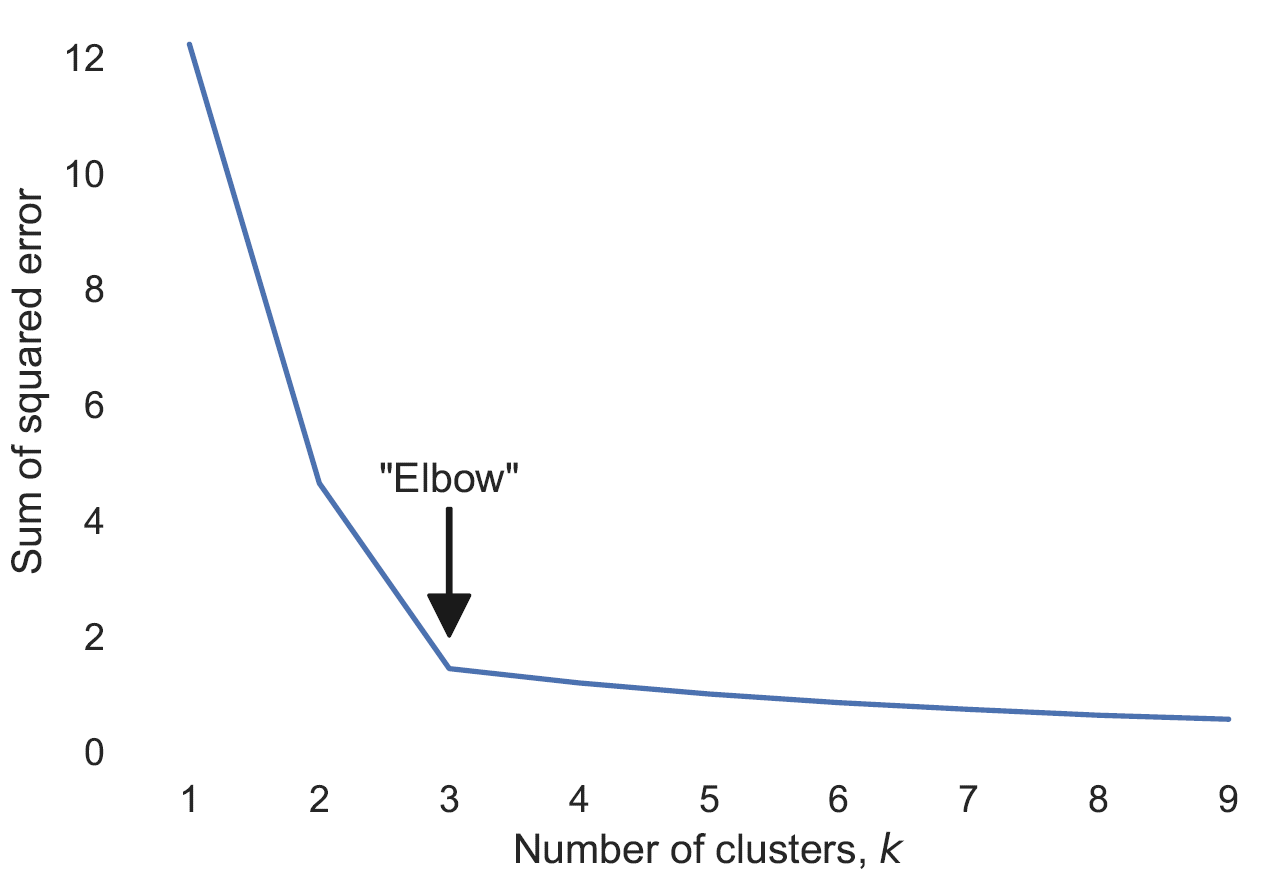 12
10
8
6
4
2
0
Sum of squared error
"Elbow"
1 2 3 4 5 6 7 8 9
Number of clusters, k